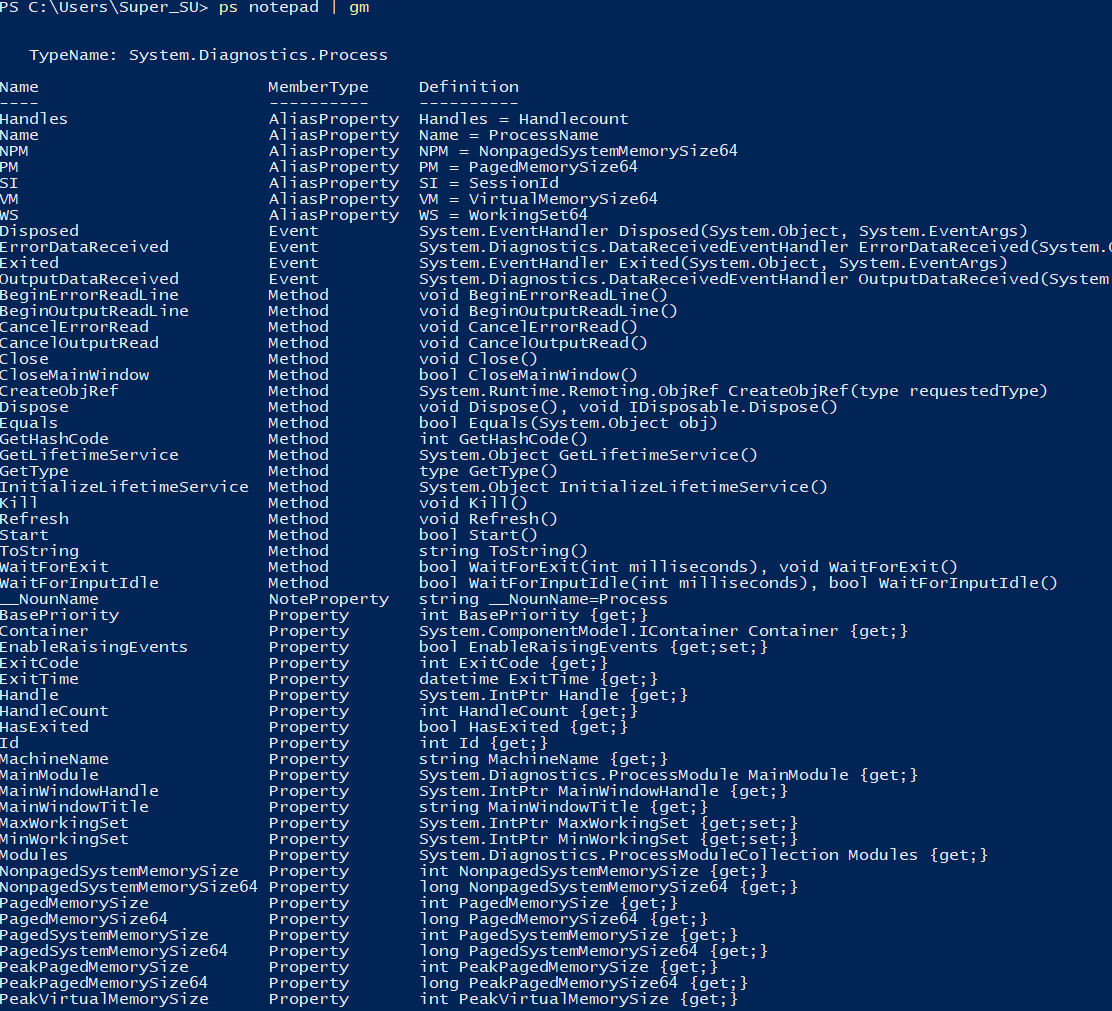 PS C:\Users\Super_SU> ps notepad | gm
TypeName: System.Diagnostics.Process
Name MemberType Definition
---- ---------- ----------
Handles AliasProperty Handles = Handlecount
Name AliasProperty Name = ProcessName
NPM AliasProperty NPM = NonpagedSystemMemorySize64
PM AliasProperty PM = PagedMemorySize64
SI AliasProperty SI = SessionId
VM AliasProperty VM = VirtualMemorySize64
WS AliasProperty WS = WorkingSet64
Disposed Event System.EventHandler Disposed(System.Object, System.EventArgs)
ErrorDataReceived Event System.Diagnostics.DataReceivedEventHandler ErrorDataReceived(System.O
Exited Event System.EventHandler Exited(System.Object, System.EventArgs)
OutputDataReceived Event System.Diagnostics.DataReceivedEventHandler OutputDataReceived(System
BeginErrorReadLine Method void BeginErrorReadLine()
BeginOutputReadLine Method void BeginOutputReadLine()
CancelErrorRead Method void CancelErrorRead()
CancelOutputRead Method void CancelOutputRead()
Close Method void Close()
CloseMainWindow Method bool CloseMainWindow()
CreateObjRef Method System.Runtime.Remoting.ObjRef CreateObjRef(type requestedType)
Dispose Method void Dispose(), void IDisposable.Dispose()
Equals Method bool Equals(System.Object obj)
GetHashCode Method int GetHashCode()
GetLifetimeService Method System.Object GetLifetimeService()
GetType Method type GetType()
InitializeLifetimeService Method System.Object InitializeLifetimeService()
Kill Method void Kill()
Refresh Method void Refresh()
Start Method bool Start()
ToString Method string ToString()
WaitForExit Method bool WaitForExit(int milliseconds), void WaitForExit()
WaitForInputIdle Method bool WaitForInputIdle(int milliseconds), bool WaitForInputIdle()
__NounName NoteProperty string __NounName=Process
BasePriority Property int BasePriority {get;}
Container Property System.ComponentModel.IContainer Container {get;}
EnableRaisingEvents Property bool EnableRaisingEvents {get;set;}
ExitCode Property int ExitCode {get;}
ExitTime Property datetime ExitTime {get;}
Handle Property System.IntPtr Handle {get;}
HandleCount Property int HandleCount {get;}
HasExited Property bool HasExited {get;}
Id Property int Id {get;}
MachineName Property string MachineName {get;}
MainModule Property System.Diagnostics.ProcessModule MainModule {get;}
MainWindowHandle Property System.IntPtr MainWindowHandle {get;}
MainWindowTitle Property string MainWindowTitle {get;}
MaxWorkingSet Property System.IntPtr MaxWorkingSet {get;set;}
MinWorkingSet Property System.IntPtr MinWorkingSet {get;set;}
Modules Property System.Diagnostics.ProcessModuleCollection Modules {get;}
NonpagedSystemMemorySize Property int NonpagedSystemMemorySize {get;}
NonpagedSystemMemorySize64 Property long NonpagedSystemMemorySize64 {get;}
PagedMemorySize Property int PagedMemorySize {get;}
PagedMemorySize64 Property long PagedMemorySize64 {get;}
PagedSystemMemorySize Property int PagedSystemMemorySize {get;}
PagedSystemMemorySize64 Property long PagedSystemMemorySize64 {get;}
PeakPagedMemorySize Property int PeakPagedMemorySize {get;}
PeakPagedMemorySize64 Property long PeakPagedMemorySize64 {get;}
PeakVirtualMemorySize Property int PeakVirtualMemorySize {get;}